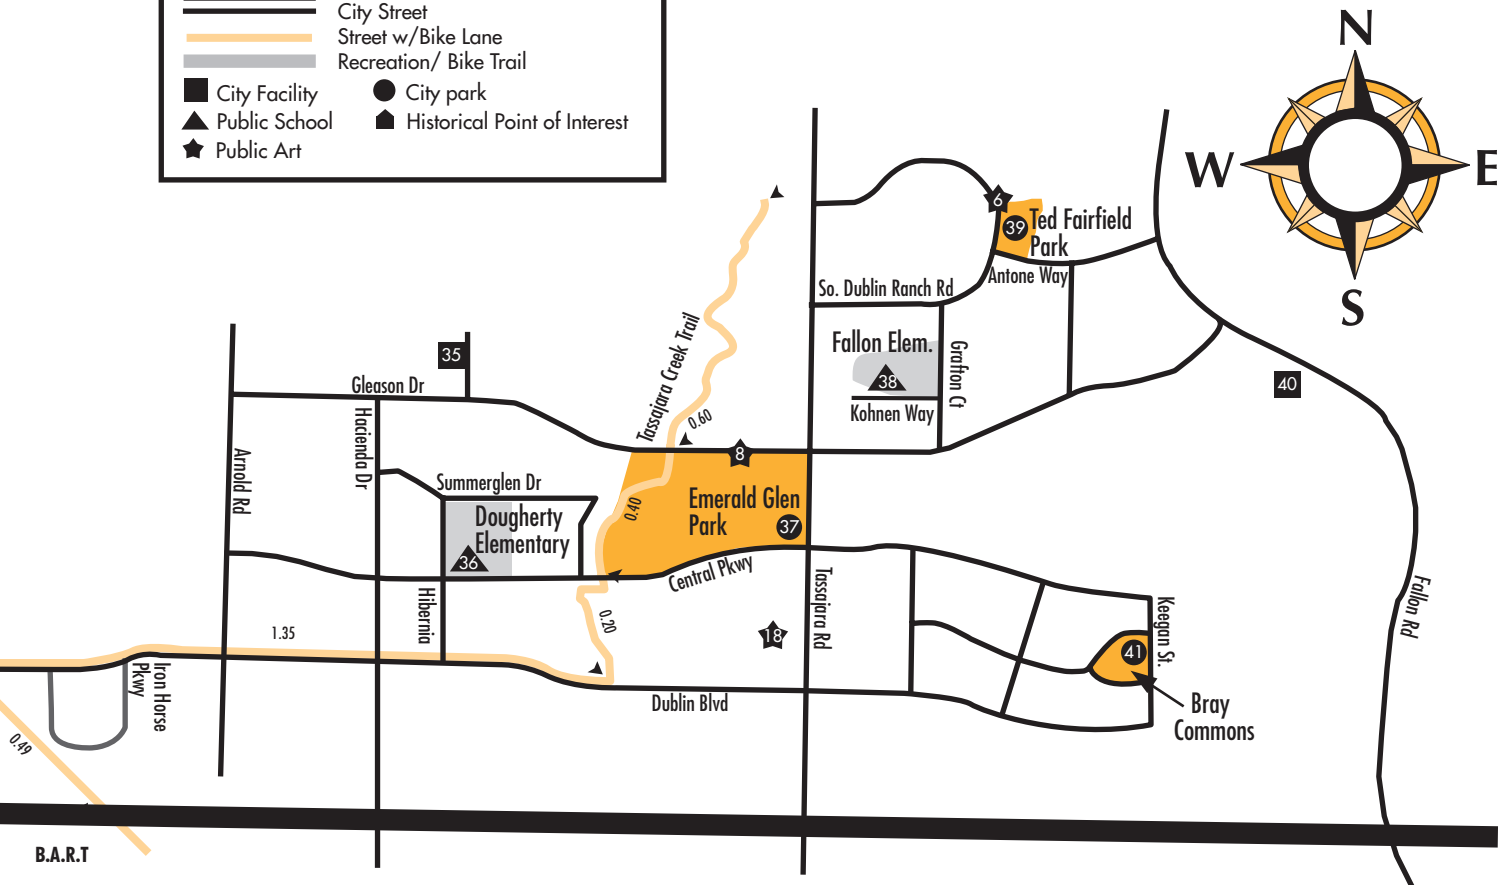 City Street
Street w/Bike Lane
Recreation/ Bike Trail
City Facility
City park
Public School
Historical Point of Interest
Public Art
N
W
E
S
6
39
Ted Fairfield
Park
Antone Way
So. Dublin Ranch Rd
Fallon Elem.
38
Kohnen Way
Grafton Ct
40
35
Gleason Dr
Tassajara Creek Trail
0.60
Hacienda Dr
Arnold Rd
8
Summerglen Dr
Dougherty
Elementary
36
0.40
Emerald Glen
Park
37
Central Pkwy
Hibernia
0.20
18
Tassajara Rd
Keegan St.
41
Fallon Rd
1.35
Iron Horse
Pkwy
Dublin Blvd
Bray
Commons
0.49
B.A.R.T